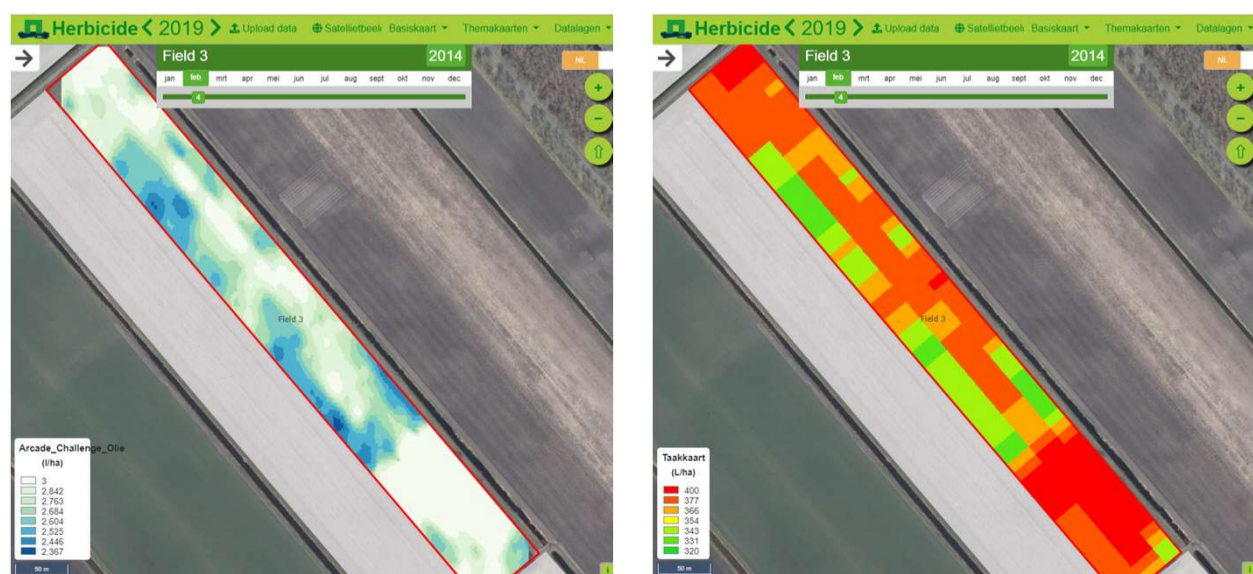 Herbicide < 2019 > Upload data Satellietbeeld Basiskaart Themakaarten Datalagen
Field 3 2014
NL
jan feb mrt apr mei jun jul aug sept okt nov dec
4
+
−
Field 3
Arcade_Challenge_Olie
(l/ha)
3
2,842
2,763
2,684
2,604
2,525
2,446
2,367
50 m
i
Herbicide < 2019 > Upload data Satellietbeeld Basiskaart Themakaarten Datalagen
Field 3 2014
NL
jan feb mrt apr mei jun jul aug sept okt nov dec
4
+
−
Field 3
Taakkaart
(L/ha)
400
377
366
354
343
331
320
50 m
i